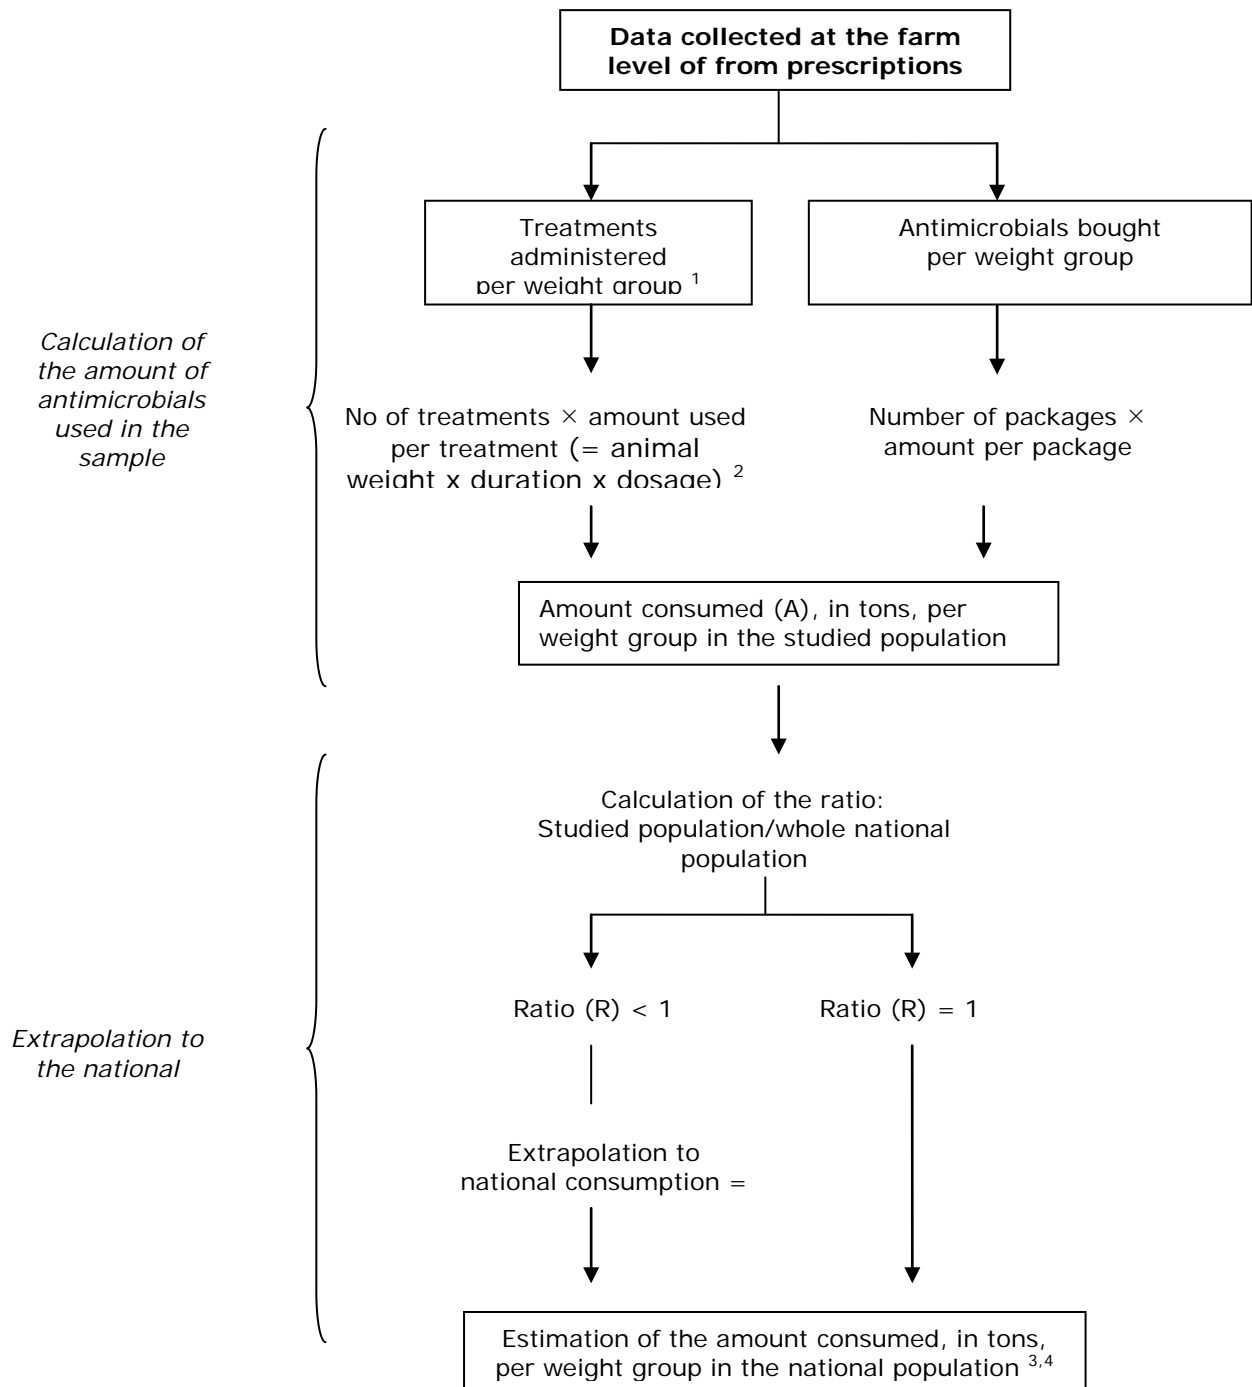 Data collected at the farm
level of from prescriptions
Treatments
administered
per weight group 1
Antimicrobials bought
per weight group
Calculation of
the amount of
antimicrobials
used in the
sample
No of treatments × amount used
per treatment (= animal
weight x duration x dosage) 2
Number of packages ×
amount per package
Amount consumed (A), in tons, per
weight group in the studied population
Calculation of the ratio:
Studied population/whole national
population
Ratio (R) < 1
Ratio (R) = 1
Extrapolation to
the national
Extrapolation to
national consumption =
Estimation of the amount consumed, in tons,
per weight group in the national population 3,4